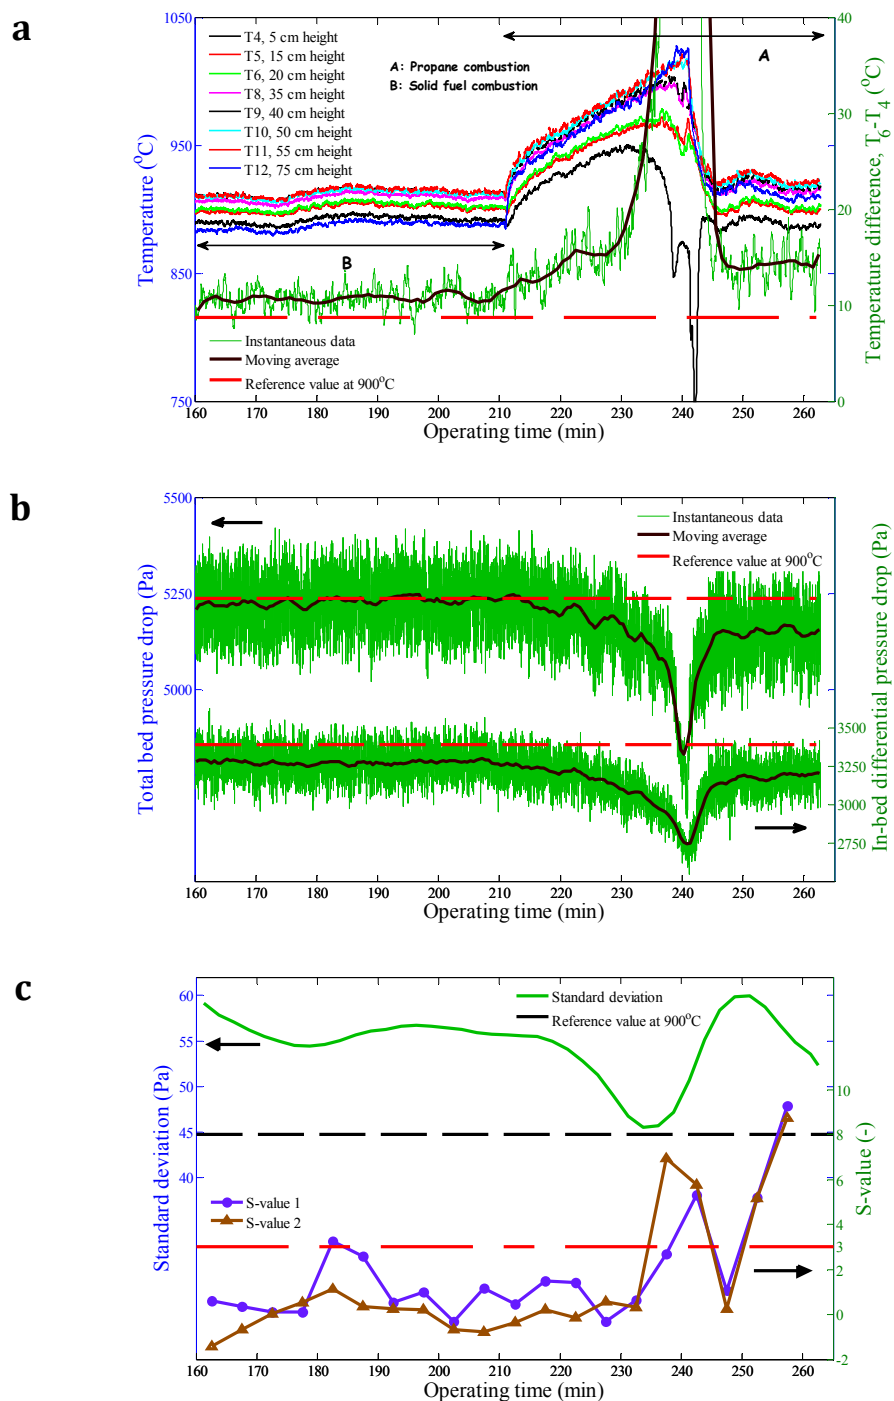 a
1050
950
850
750
Temperature (°C)
T4, 5 cm height
T5, 15 cm height
T6, 20 cm height
T8, 35 cm height
T9, 40 cm height
T10, 50 cm height
T11, 55 cm height
T12, 75 cm height
A: Propane combustion
B: Solid fuel combustion
A
B
Instantaneous data
Moving average
Reference value at 900°C
40
30
20
10
0
Temperature difference, T6-T4 (°C)
160 170 180 190 200 210 220 230 240 250 260
Operating time (min)
b
5500
5250
5000
Total bed pressure drop (Pa)
Instantaneous data
Moving average
Reference value at 900°C
3500
3250
3000
2750
In-bed differential pressure drop (Pa)
160 170 180 190 200 210 220 230 240 250 260
Operating time (min)
c
60
55
50
45
40
Standard deviation (Pa)
Standard deviation
Reference value at 900°C
S-value 1
S-value 2
10
8
6
4
3
2
0
-2
S-value (-)
160 170 180 190 200 210 220 230 240 250 260
Operating time (min)